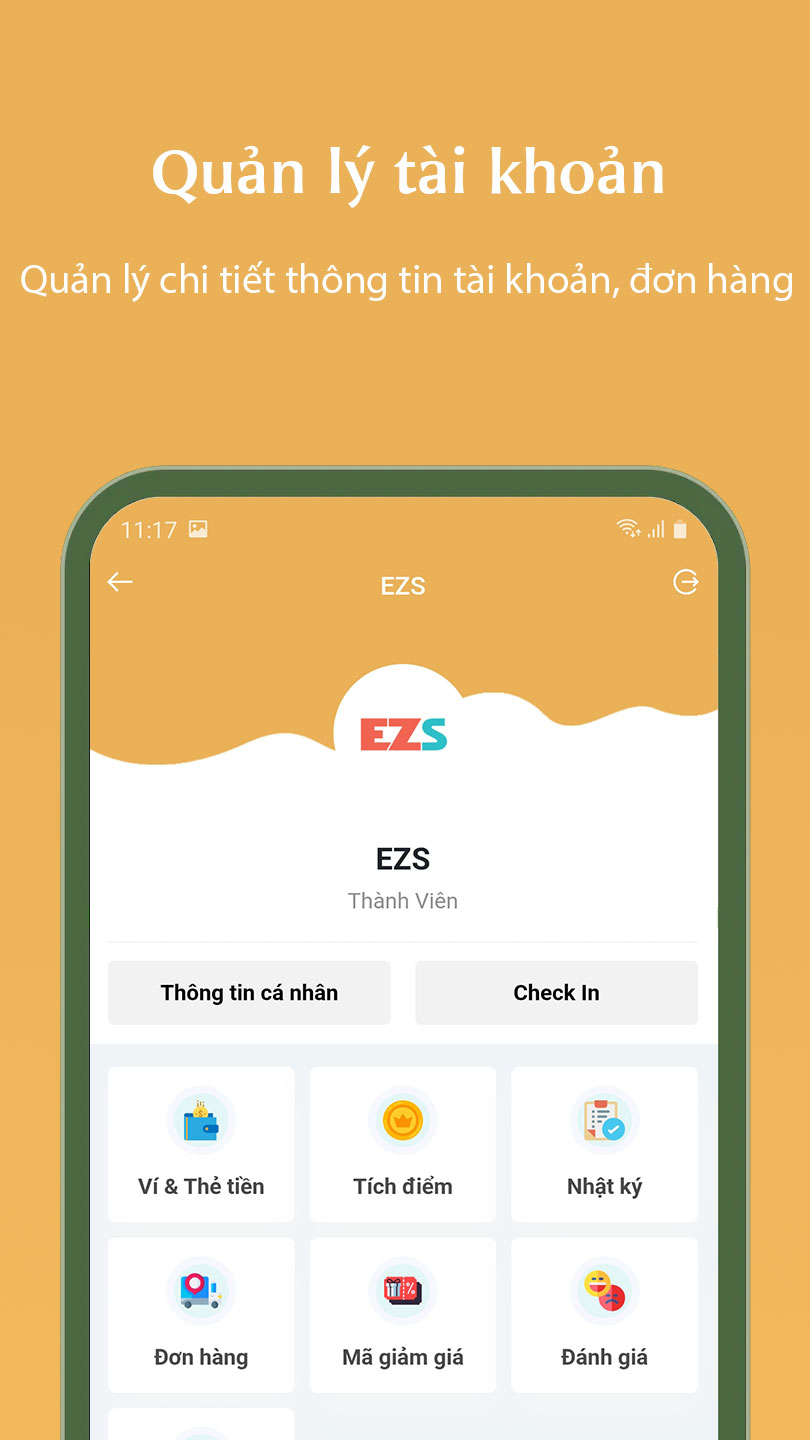 Quản lý tài khoản
Quản lý chi tiết thông tin tài khoản, đơn hàng
11:17
EZS
EZS
EZS
Thành Viên
Thông tin cá nhân
Check In
Ví & Thẻ tiền
Tích điểm
Nhật ký
Đơn hàng
Mã giảm giá
Đánh giá